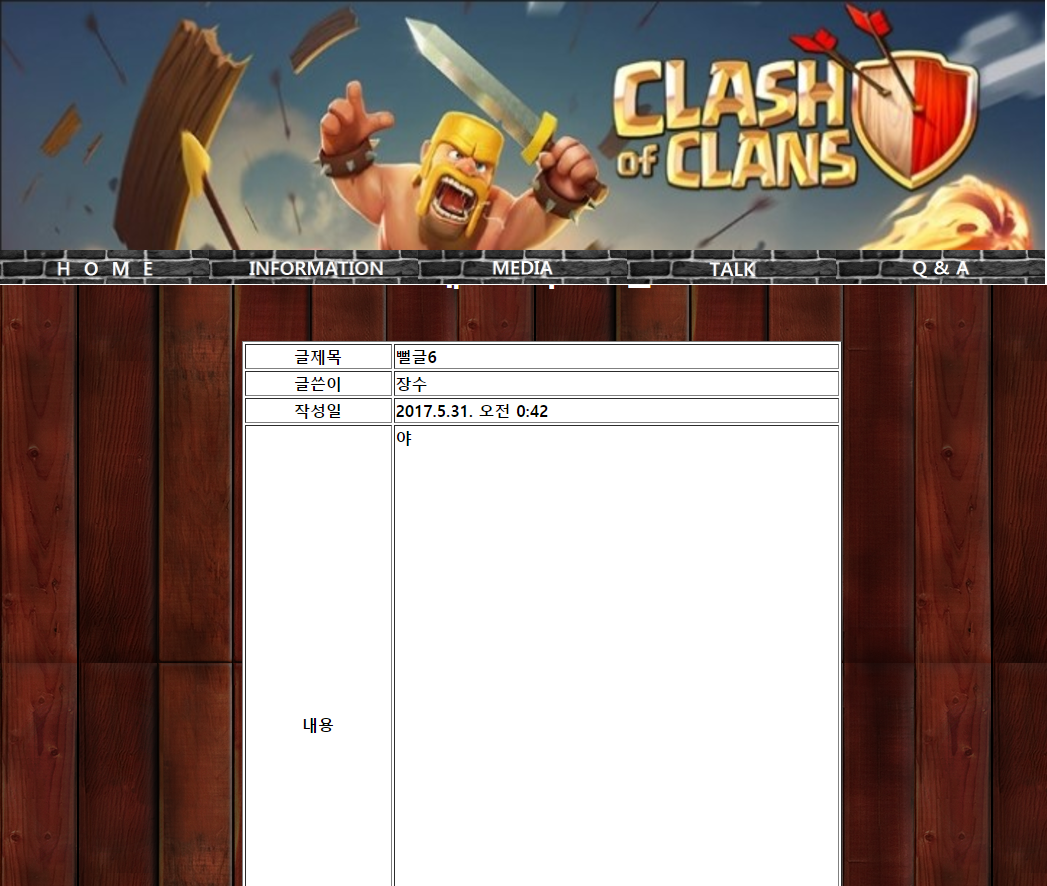 CLASH
OF CLANS
H O M E INFORMATION MEDIA TALK Q & A
글제목 뻘글6
글쓴이 장수
작성일 2017.5.31. 오전 0:42
야
내용